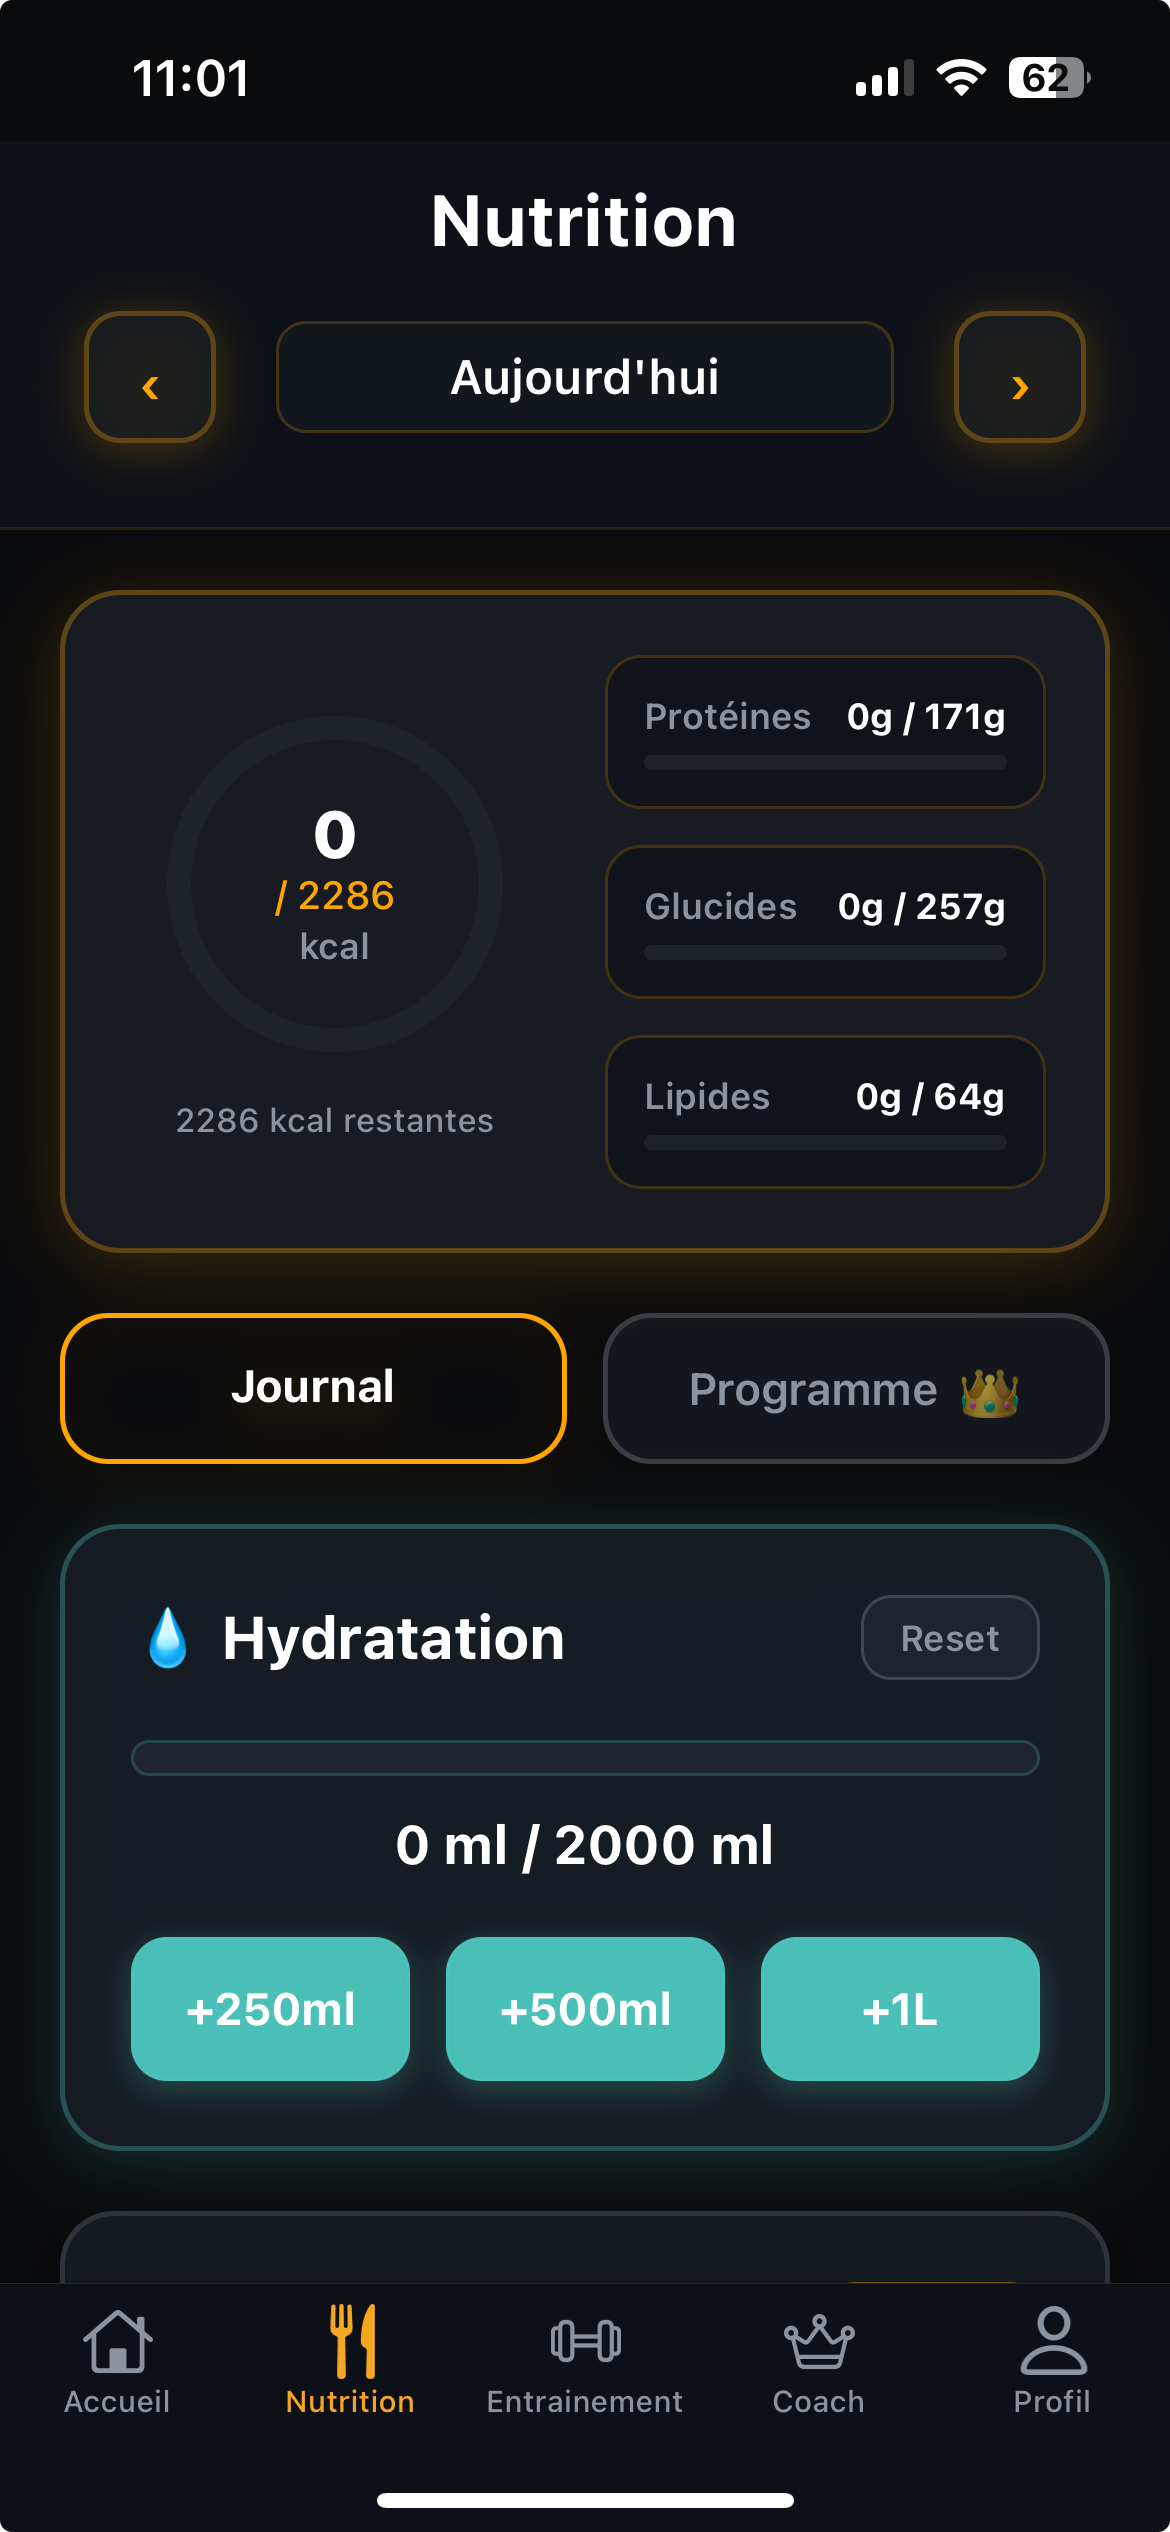 11:01
62
Nutrition
‹
Aujourd'hui
›
0
/ 2286
kcal
2286 kcal restantes
Protéines 0g / 171g
Glucides 0g / 257g
Lipides 0g / 64g
Journal
Programme 👑
💧 Hydratation
Reset
0 ml / 2000 ml
+250ml
+500ml
+1L
Accueil
Nutrition
Entrainement
Coach
Profil